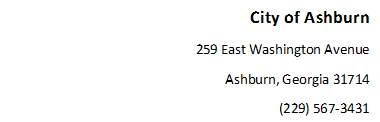 City of Ashburn
259 East Washington Avenue
Ashburn, Georgia 31714
(229) 567-3431